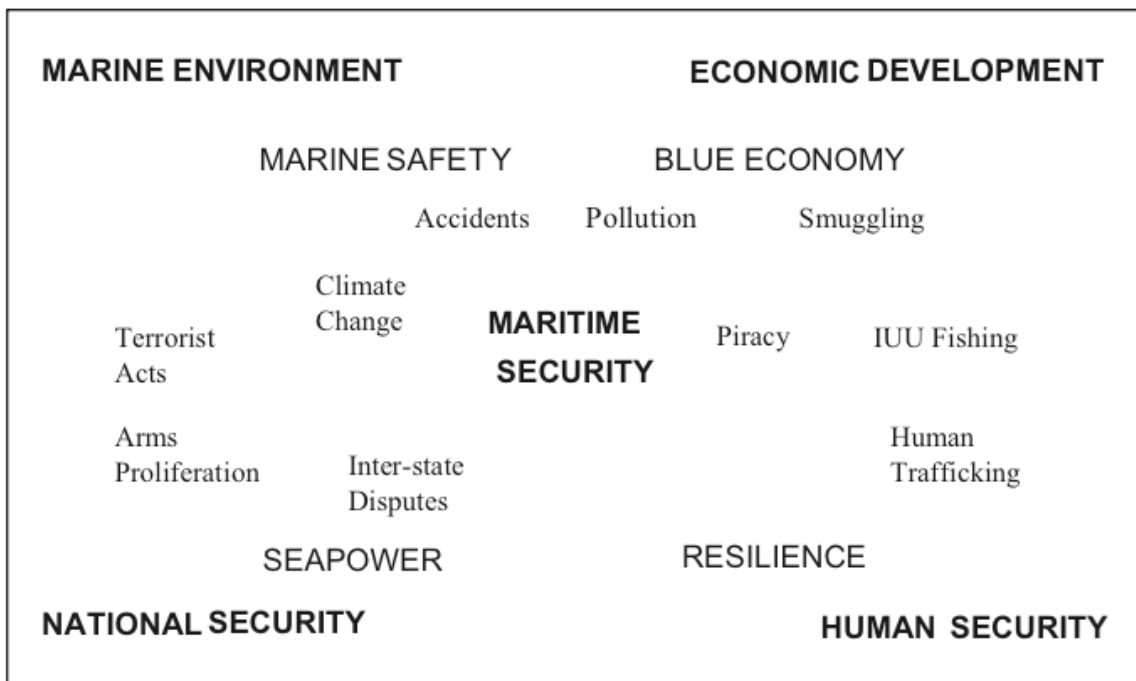 MARINE ENVIRONMENT ECONOMIC DEVELOPMENT
MARINE SAFETY BLUE ECONOMY
Accidents Pollution Smuggling
Climate
Change
MARITIME
SECURITY
Piracy IUU Fishing
Terrorist
Acts
Arms
Proliferation
Inter-state
Disputes
Human
Trafficking
SEAPOWER RESILIENCE
NATIONAL SECURITY HUMAN SECURITY